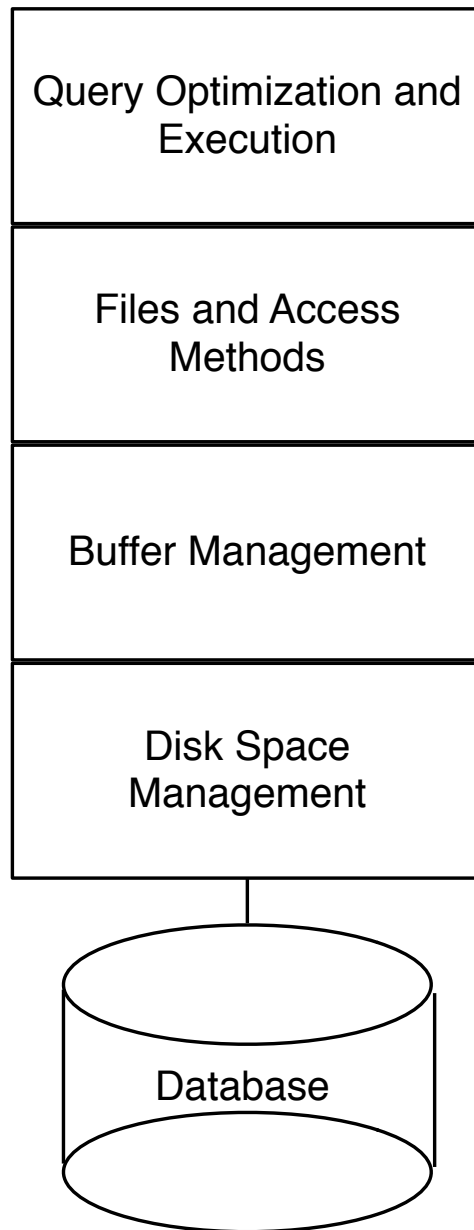 Query Optimization and
Execution
Files and Access
Methods
Buffer Management
Disk Space
Management
Database